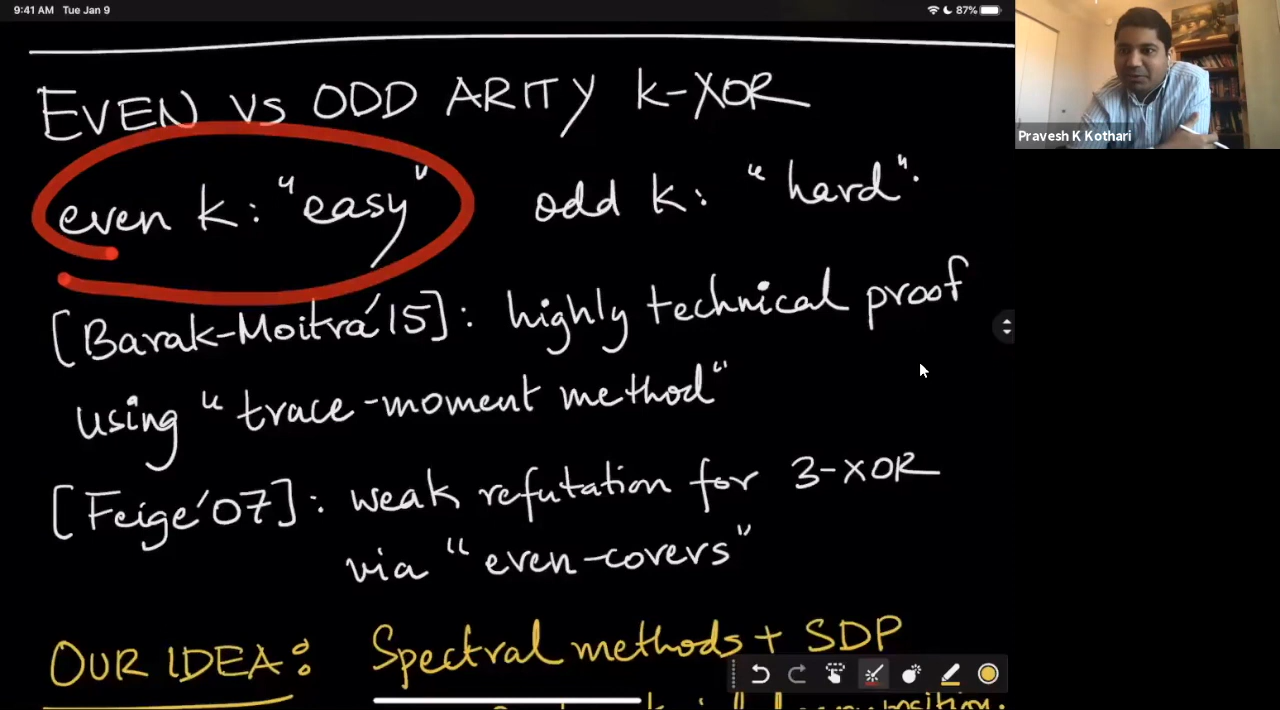 9:41 AM Tue Jan 9
87%
EVEN vs ODD ARITY k-XOR
even k: "easy" odd k: "hard".
[Barak-Moitra'15]: highly technical proof
using "trace-moment method"
[Feige'07]: weak refutation for 3-XOR
via "even-covers"
OUR IDEA: Spectral methods + SDP
Pravesh K Kothari